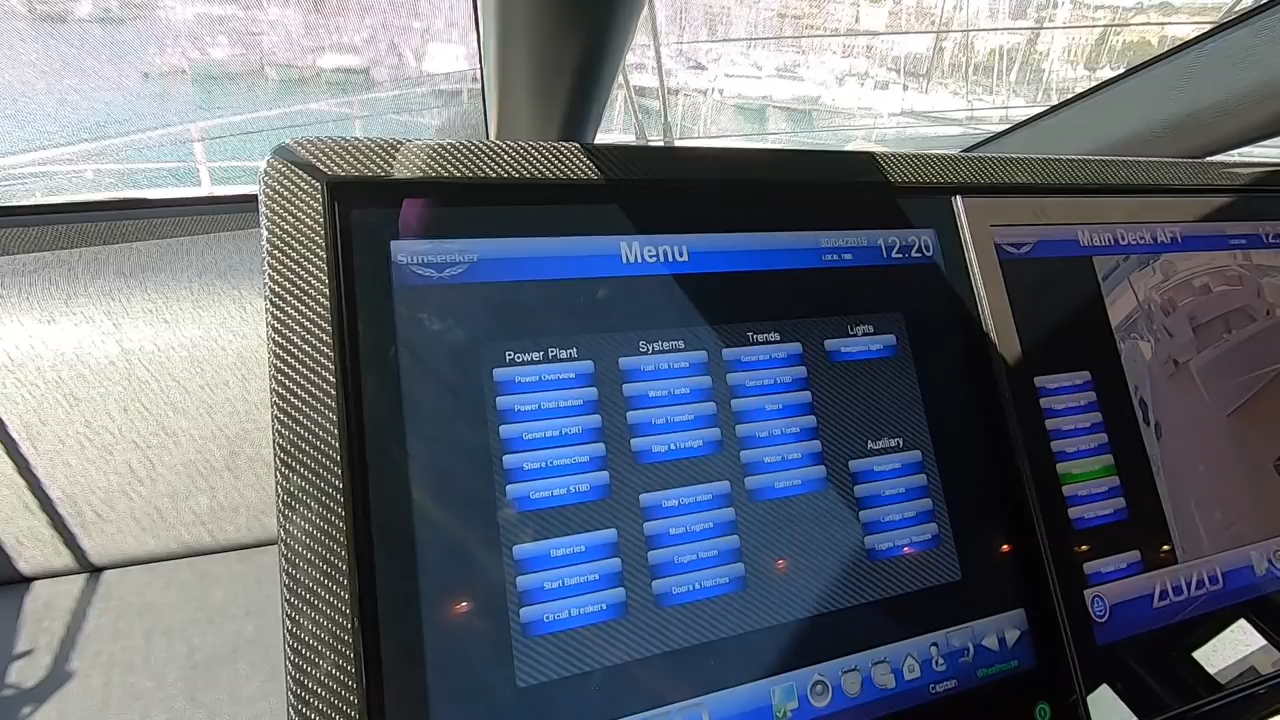 Sunseeker
Menu
30/04/2019
LOCAL TIME
12:20
Power Plant
Power Overview
Power Distribution
Generator PORT
Shore Connection
Generator STBD
Batteries
Start Batteries
Circuit Breakers
Systems
Fuel / Oil Tanks
Water Tanks
Fuel Transfer
Bilge & Firefight
Daily Operation
Main Engines
Engine Room
Doors & Hatches
Trends
Generator PORT
Generator STBD
Shore
Fuel / Oil Tanks
Water Tanks
Batteries
Lights
Navigation lights
Auxiliary
Navigation
Cameras
Configuration
Engine Room Rounds
Captain
Wheelhouse
Main Deck AFT
ZOZO